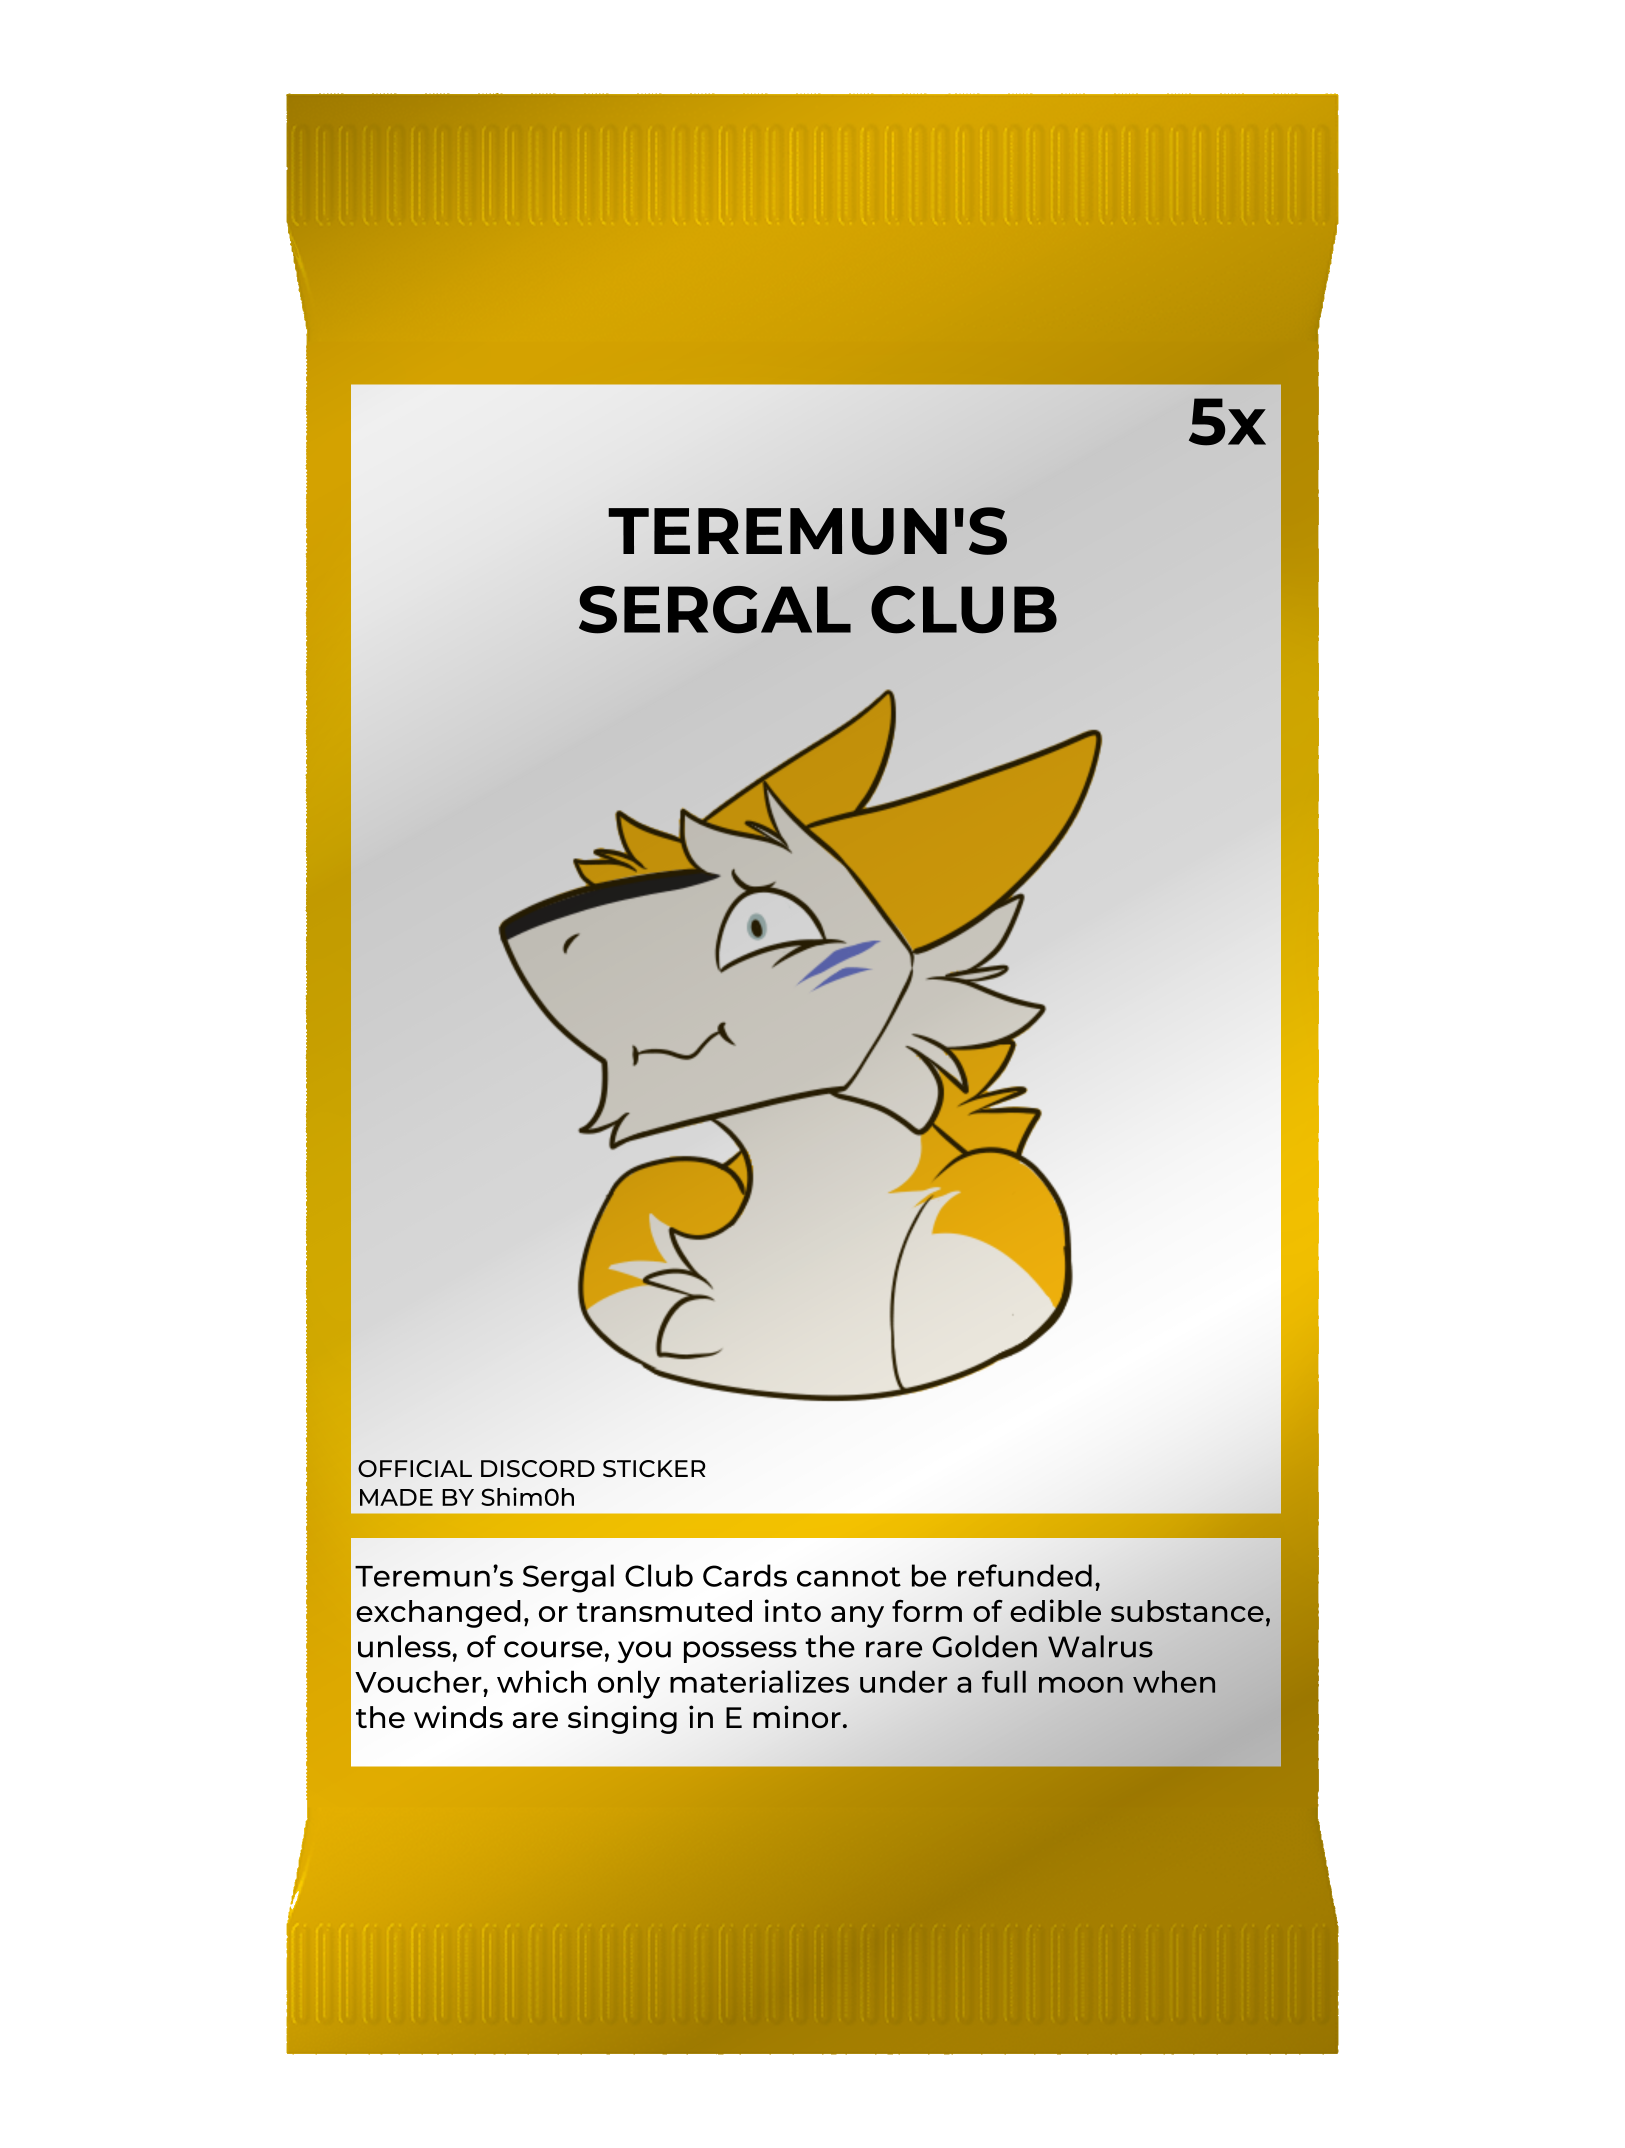 5x
TEREMUN'S
SERGAL CLUB
OFFICIAL DISCORD STICKER
MADE BY Shim0h
Teremun’s Sergal Club Cards cannot be refunded,
exchanged, or transmuted into any form of edible substance,
unless, of course, you possess the rare Golden Walrus
Voucher, which only materializes under a full moon when
the winds are singing in E minor.